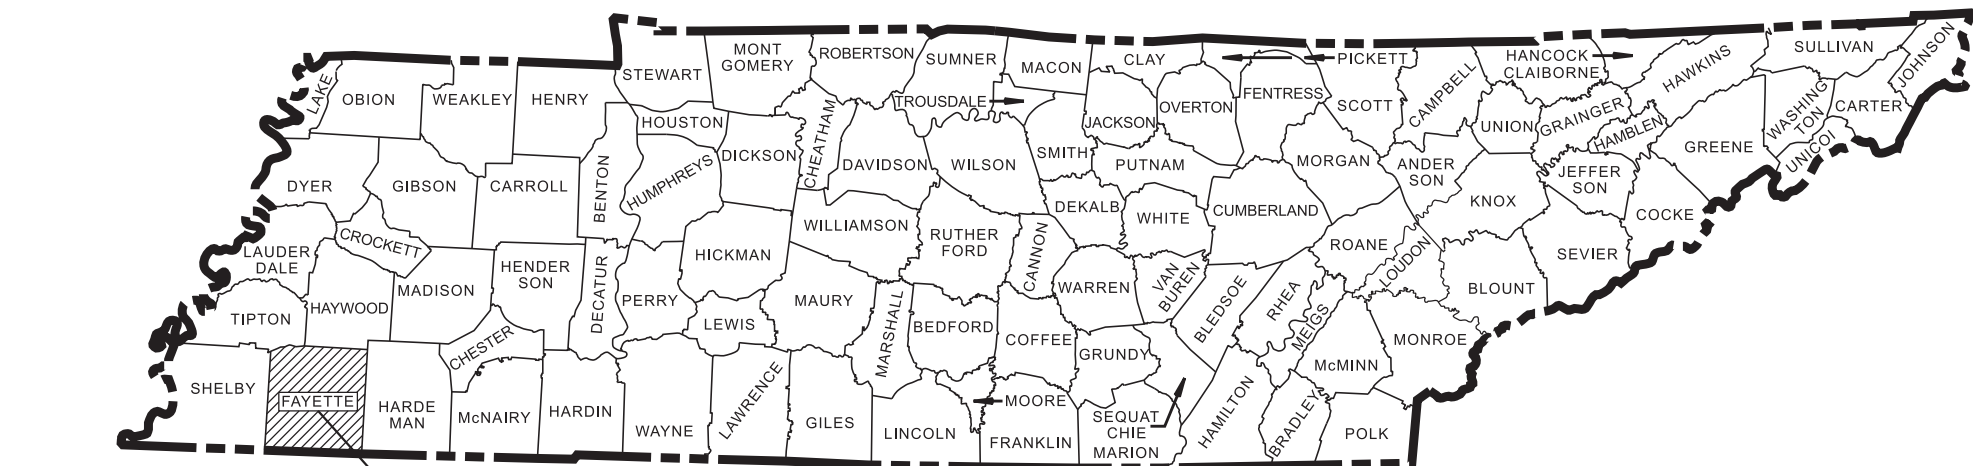 LAKE
OBION
WEAKLEY
HENRY
STEWART
MONT
GOMERY
ROBERTSON
SUMNER
MACON
CLAY
PICKETT
HANCOCK
CLAIBORNE
HAWKINS
SULLIVAN
JOHNSON
HOUSTON
CHEATHAM
TROUSDALE
JACKSON
OVERTON
FENTRESS
SCOTT
CAMPBELL
UNION
GRAINGER
HAMBLEN
WASHING
TON
CARTER
UNICOI
GREENE
DYER
GIBSON
CARROLL
BENTON
HUMPHREYS
DICKSON
DAVIDSON
WILSON
SMITH
PUTNAM
MORGAN
ANDER
SON
KNOX
JEFFER
SON
COCKE
LAUDER
DALE
CROCKETT
HICKMAN
WILLIAMSON
RUTHER
FORD
CANNON
DEKALB
WHITE
CUMBERLAND
ROANE
LOUDON
BLOUNT
SEVIER
TIPTON
HAYWOOD
MADISON
HENDER
SON
DECATUR
PERRY
LEWIS
MAURY
MARSHALL
BEDFORD
COFFEE
WARREN
VAN
BUREN
BLEDSOE
RHEA
MEIGS
McMINN
MONROE
SHELBY
FAYETTE
HARDE
MAN
CHESTER
McNAIRY
HARDIN
WAYNE
LAWRENCE
GILES
LINCOLN
MOORE
FRANKLIN
GRUNDY
SEQUAT
CHIE
MARION
HAMILTON
BRADLEY
POLK